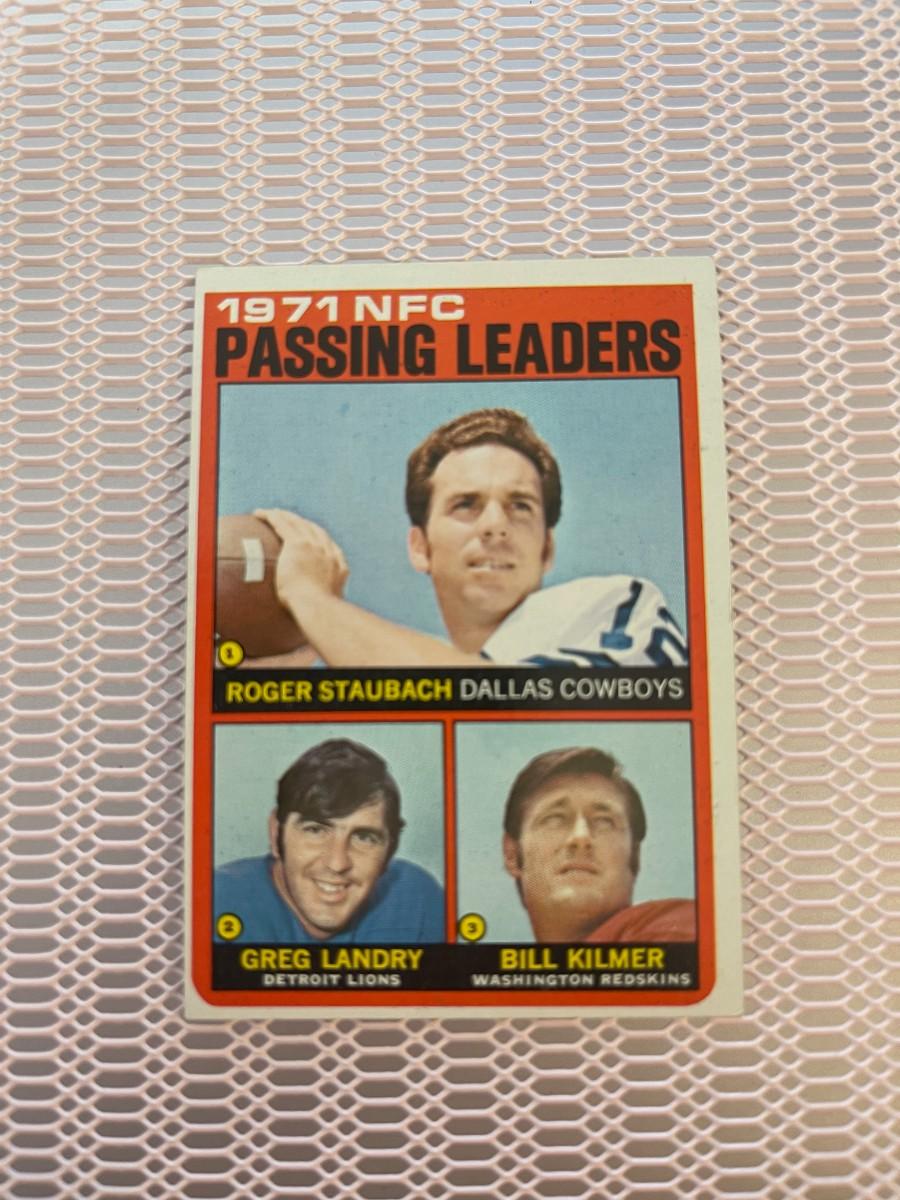 1971 NFC
PASSING LEADERS
1
ROGER STAUBACH DALLAS COWBOYS
2
GREG LANDRY
DETROIT LIONS
3
BILL KILMER
WASHINGTON REDSKINS